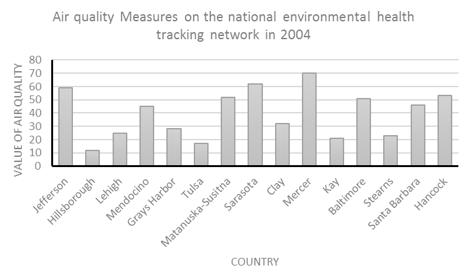 Air quality Measures on the national environmental health
tracking network in 2004
VALUE OF AIR QUALITY
80
70
60
50
40
30
20
10
0
Jefferson
Hillsborough
Lehigh
Mendocino
Grays Harbor
Tulsa
Matanuska-Susitna
Sarasota
Clay
Mercer
Kay
Baltimore
Stearns
Santa Barbara
Hancock
COUNTRY